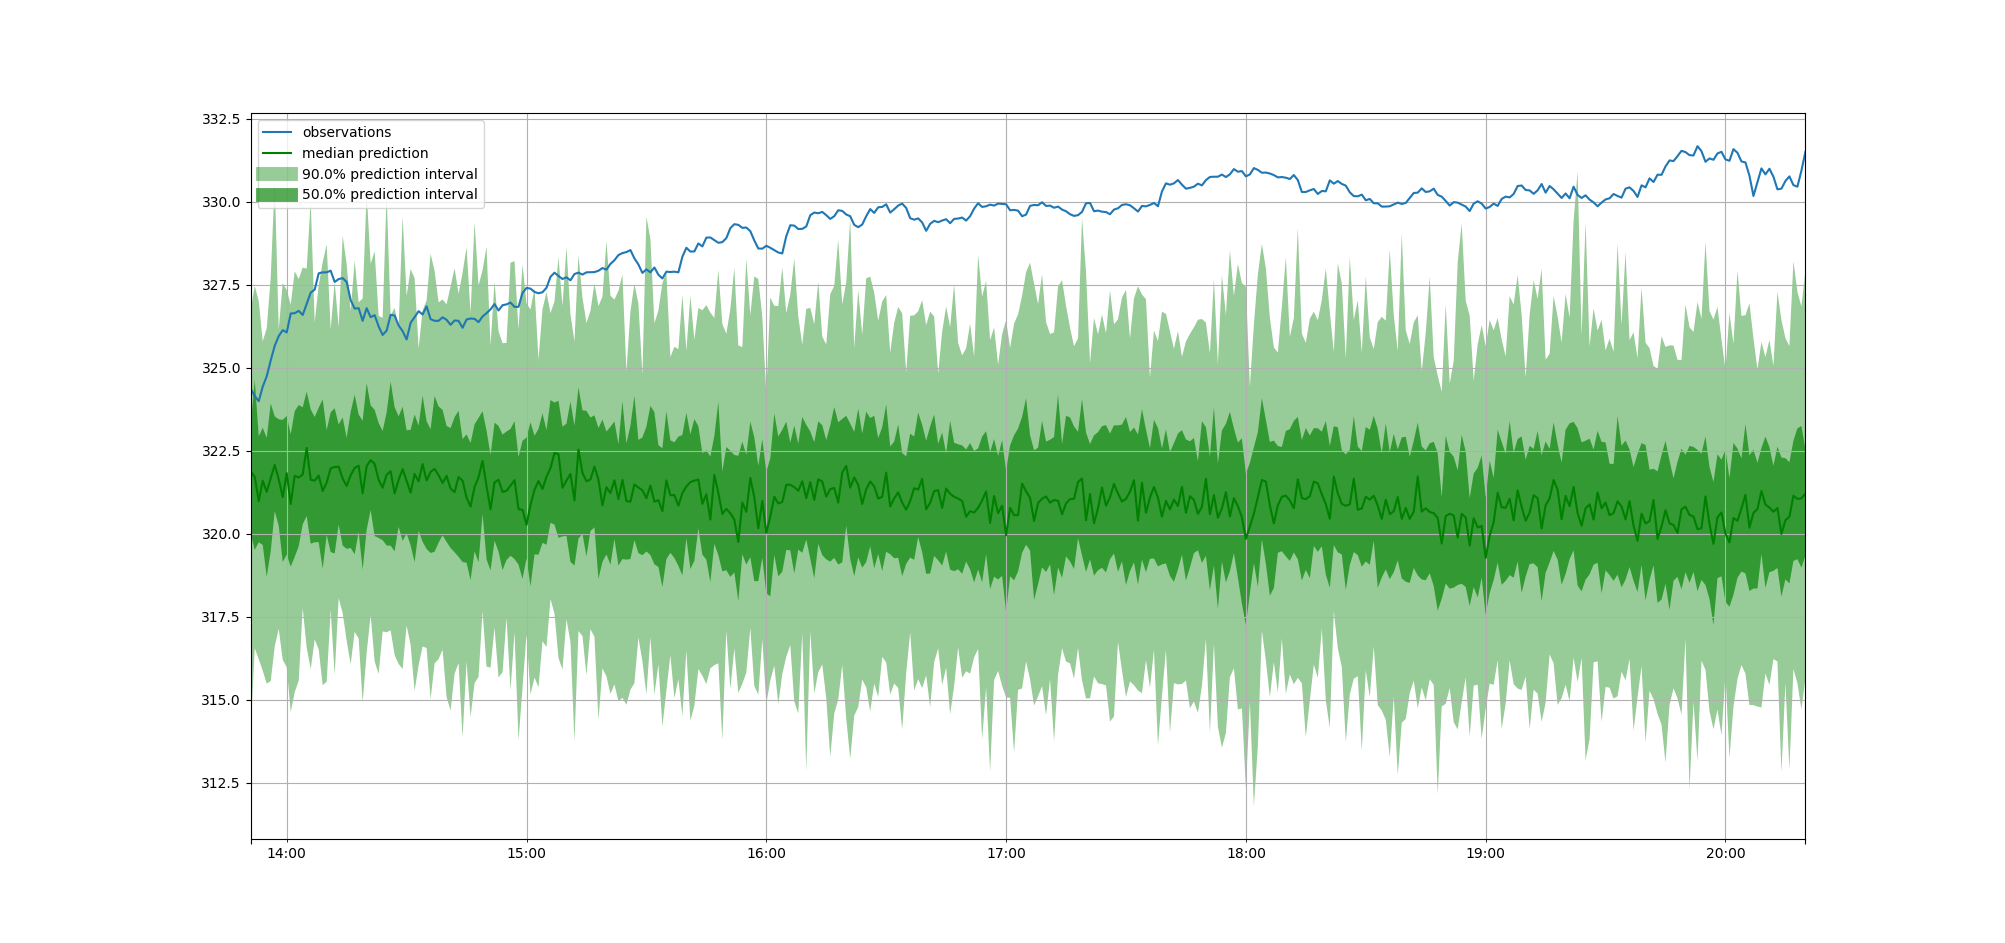 332.5
330.0
327.5
325.0
322.5
320.0
317.5
315.0
312.5
observations
median prediction
90.0% prediction interval
50.0% prediction interval
14:00 15:00 16:00 17:00 18:00 19:00 20:00